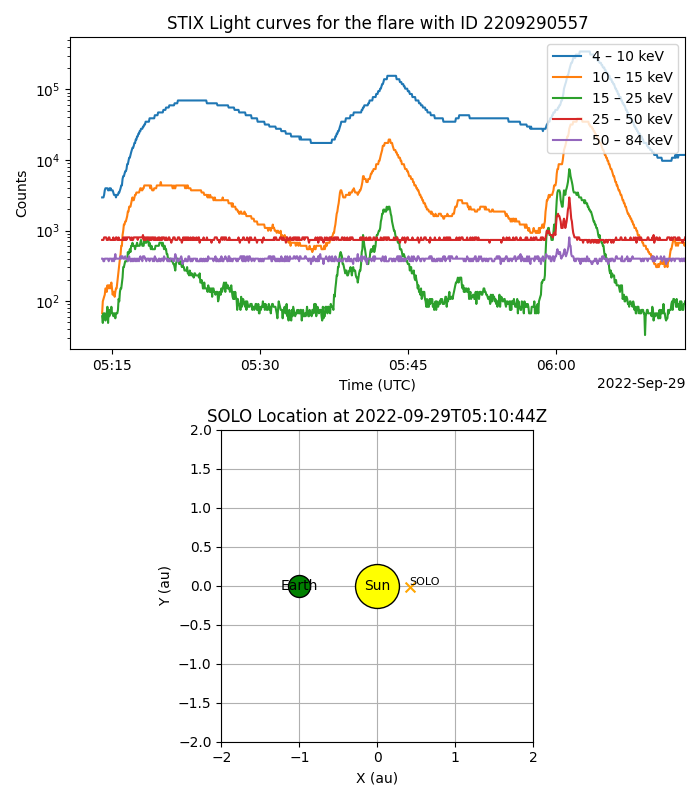 STIX Light curves for the flare with ID 2209290557
4 – 10 keV
10 – 15 keV
15 – 25 keV
25 – 50 keV
50 – 84 keV
10⁵
10⁴
10³
10²
Counts
05:15 05:30 05:45 06:00
Time (UTC)
2022-Sep-29
SOLO Location at 2022-09-29T05:10:44Z
2.0
1.5
1.0
0.5
0.0
−0.5
−1.0
−1.5
−2.0
Y (au)
Earth Sun SOLO
−2 −1 0 1 2
X (au)